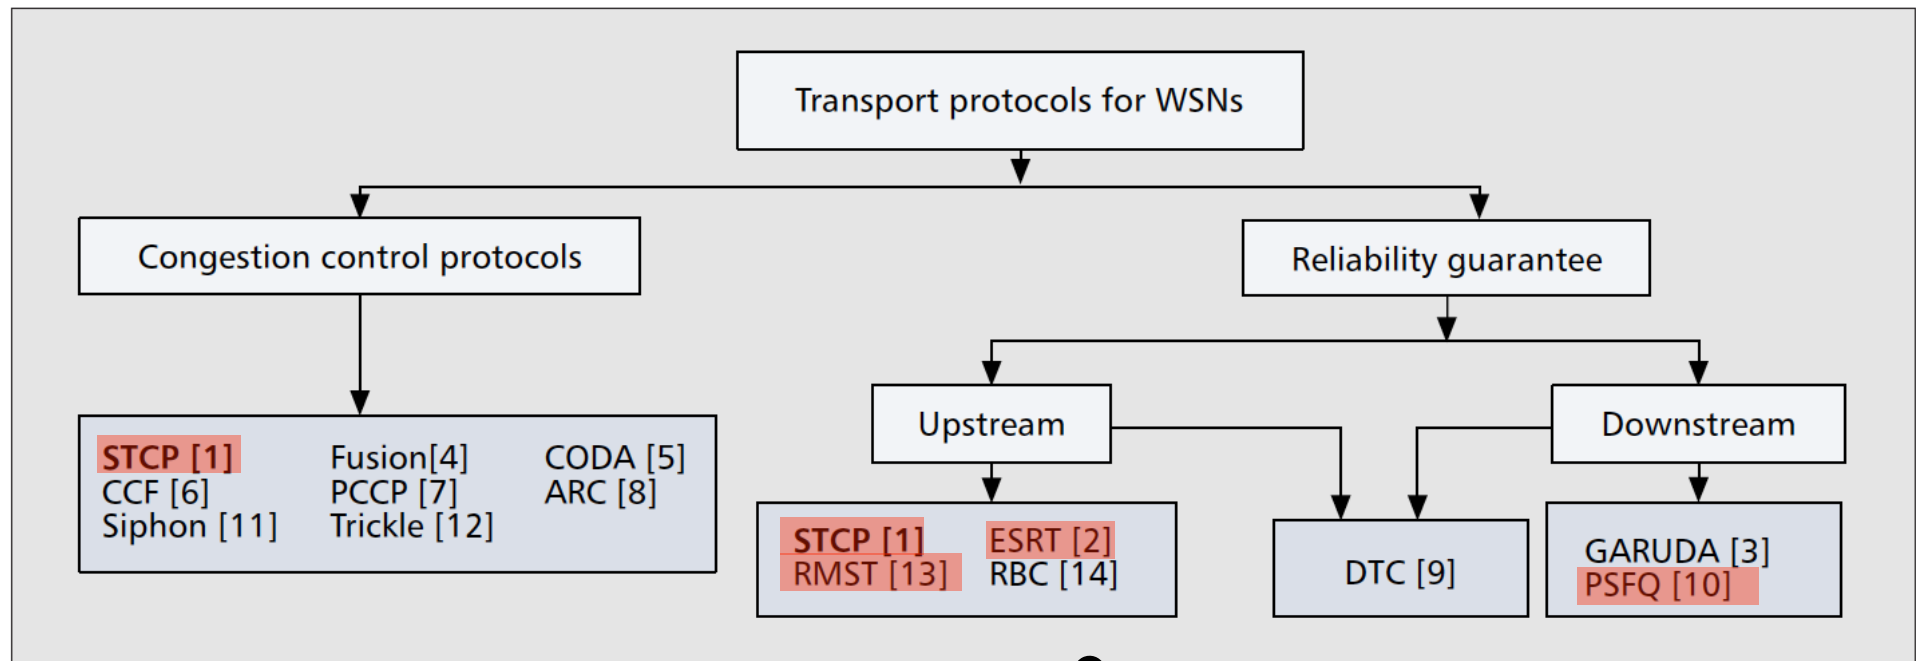 Transport protocols for WSNs
Congestion control protocols
Reliability guarantee
Upstream
Downstream
STCP [1] Fusion[4] CODA [5]
CCF [6] PCCP [7] ARC [8]
Siphon [11] Trickle [12]
STCP [1] ESRT [2]
RMST [13] RBC [14]
DTC [9]
GARUDA [3]
PSFQ [10]